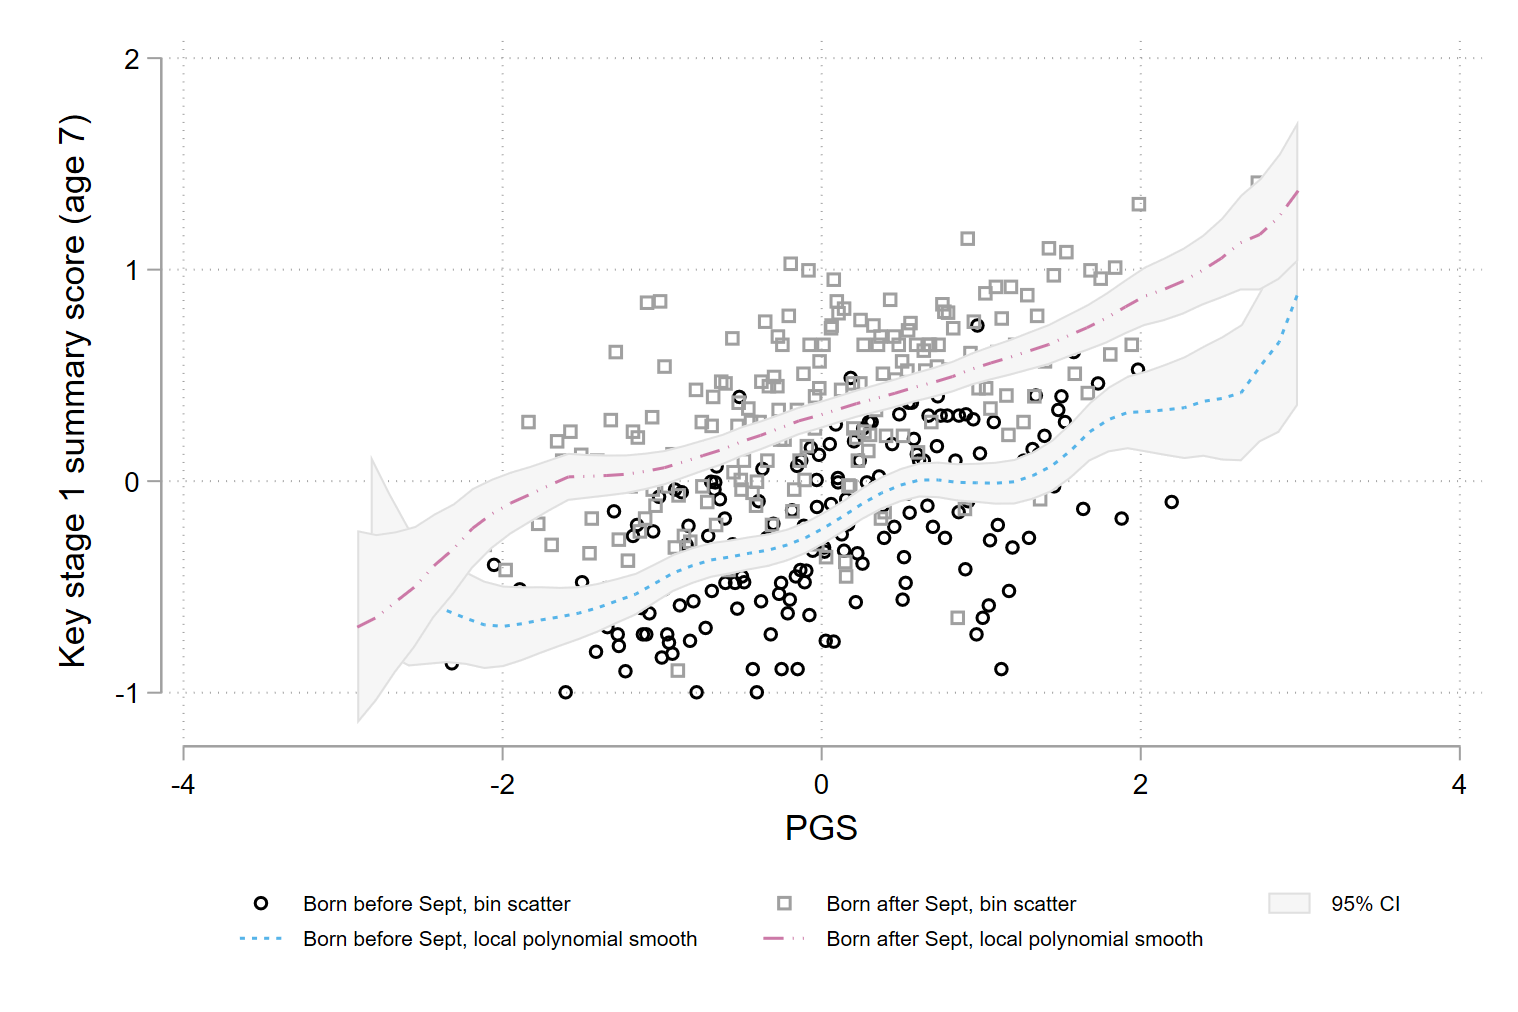 Key stage 1 summary score (age 7)
2
1
0
-1
-4
-2
0
2
4
PGS
Born before Sept, bin scatter
Born after Sept, bin scatter
95% CI
Born before Sept, local polynomial smooth
Born after Sept, local polynomial smooth